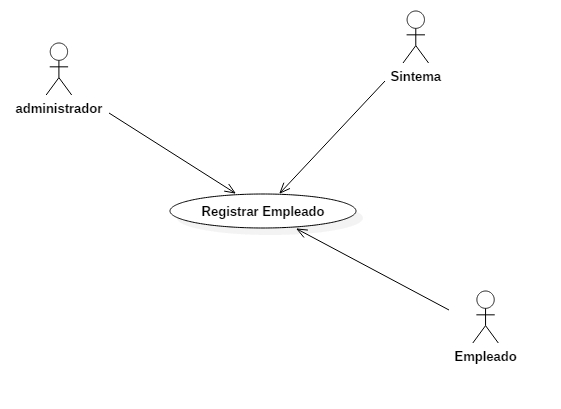 Sintema
administrador
Registrar Empleado
Empleado